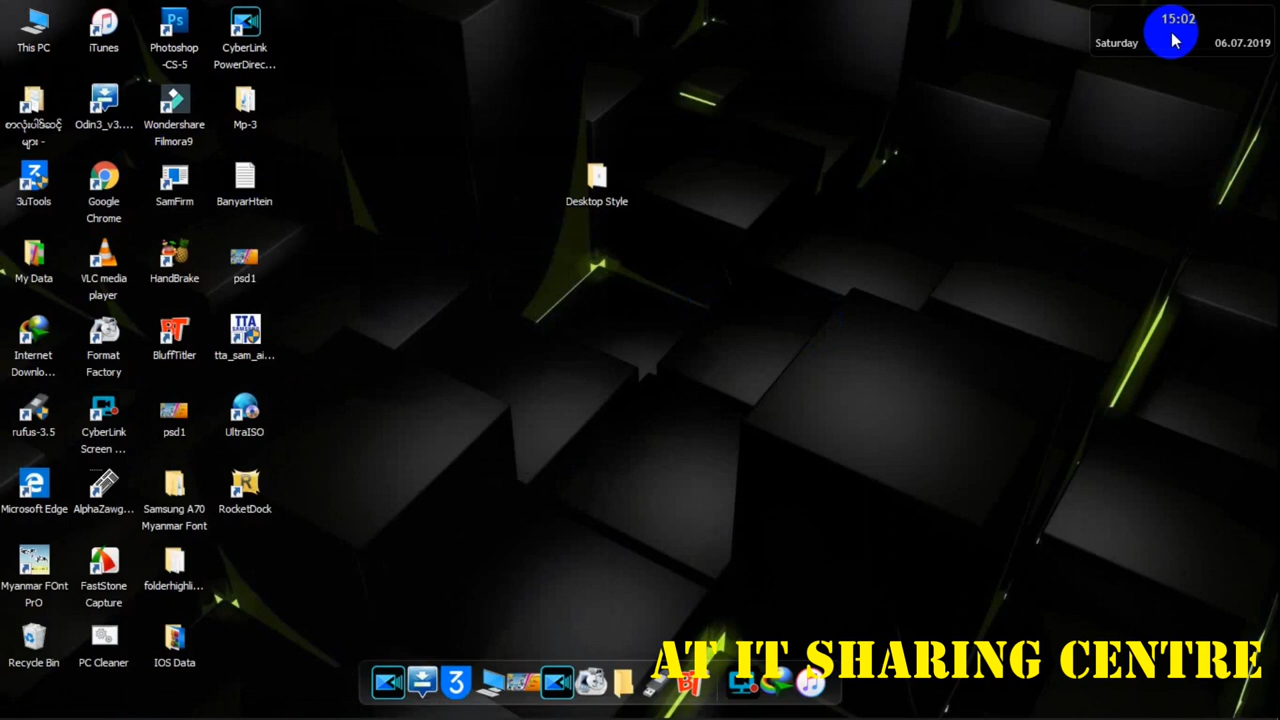 This PC
iTunes
Photoshop
-CS-5
CyberLink
PowerDirec...
စာလုံးပေါင်းဆင့်
များ -
Odin3_v3....
Wondershare
Filmora9
Mp-3
3uTools
Google
Chrome
SamFirm
BanyarHtein
My Data
VLC media
player
HandBrake
psd1
Internet
Downlo...
Format
Factory
BluffTitler
tta_sam_ai...
rufus-3.5
CyberLink
Screen ...
psd1
UltraISO
Microsoft Edge
AlphaZawg...
Samsung A70
Myanmar Font
RocketDock
Myanmar FOnt
PrO
FastStone
Capture
folderhighli...
Recycle Bin
PC Cleaner
IOS Data
Desktop Style
15:02
Saturday
06.07.2019
AT IT SHARING CENTRE